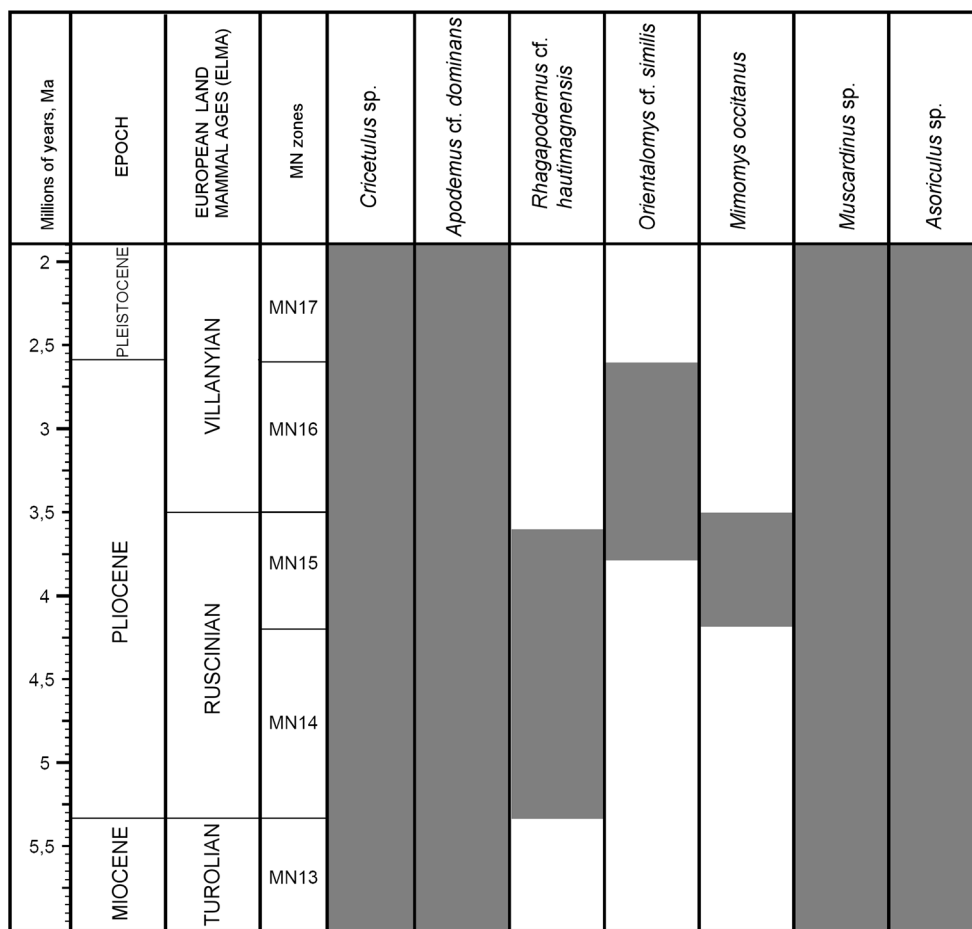 Millions of years, Ma
EPOCH
EUROPEAN LAND
MAMMAL AGES (ELMA)
MN zones
Cricetulus sp.
Apodemus cf. dominans
Rhagapodemus cf.
hautimagnensis
Orientalomys cf. similis
Mimomys occitanus
Muscardinus sp.
Asoriculus sp.
2
2,5
3
3,5
4
4,5
5
5,5
PLEISTOCENE
PLIOCENE
MIOCENE
VILLANYIAN
RUSCINIAN
TUROLIAN
MN17
MN16
MN15
MN14
MN13